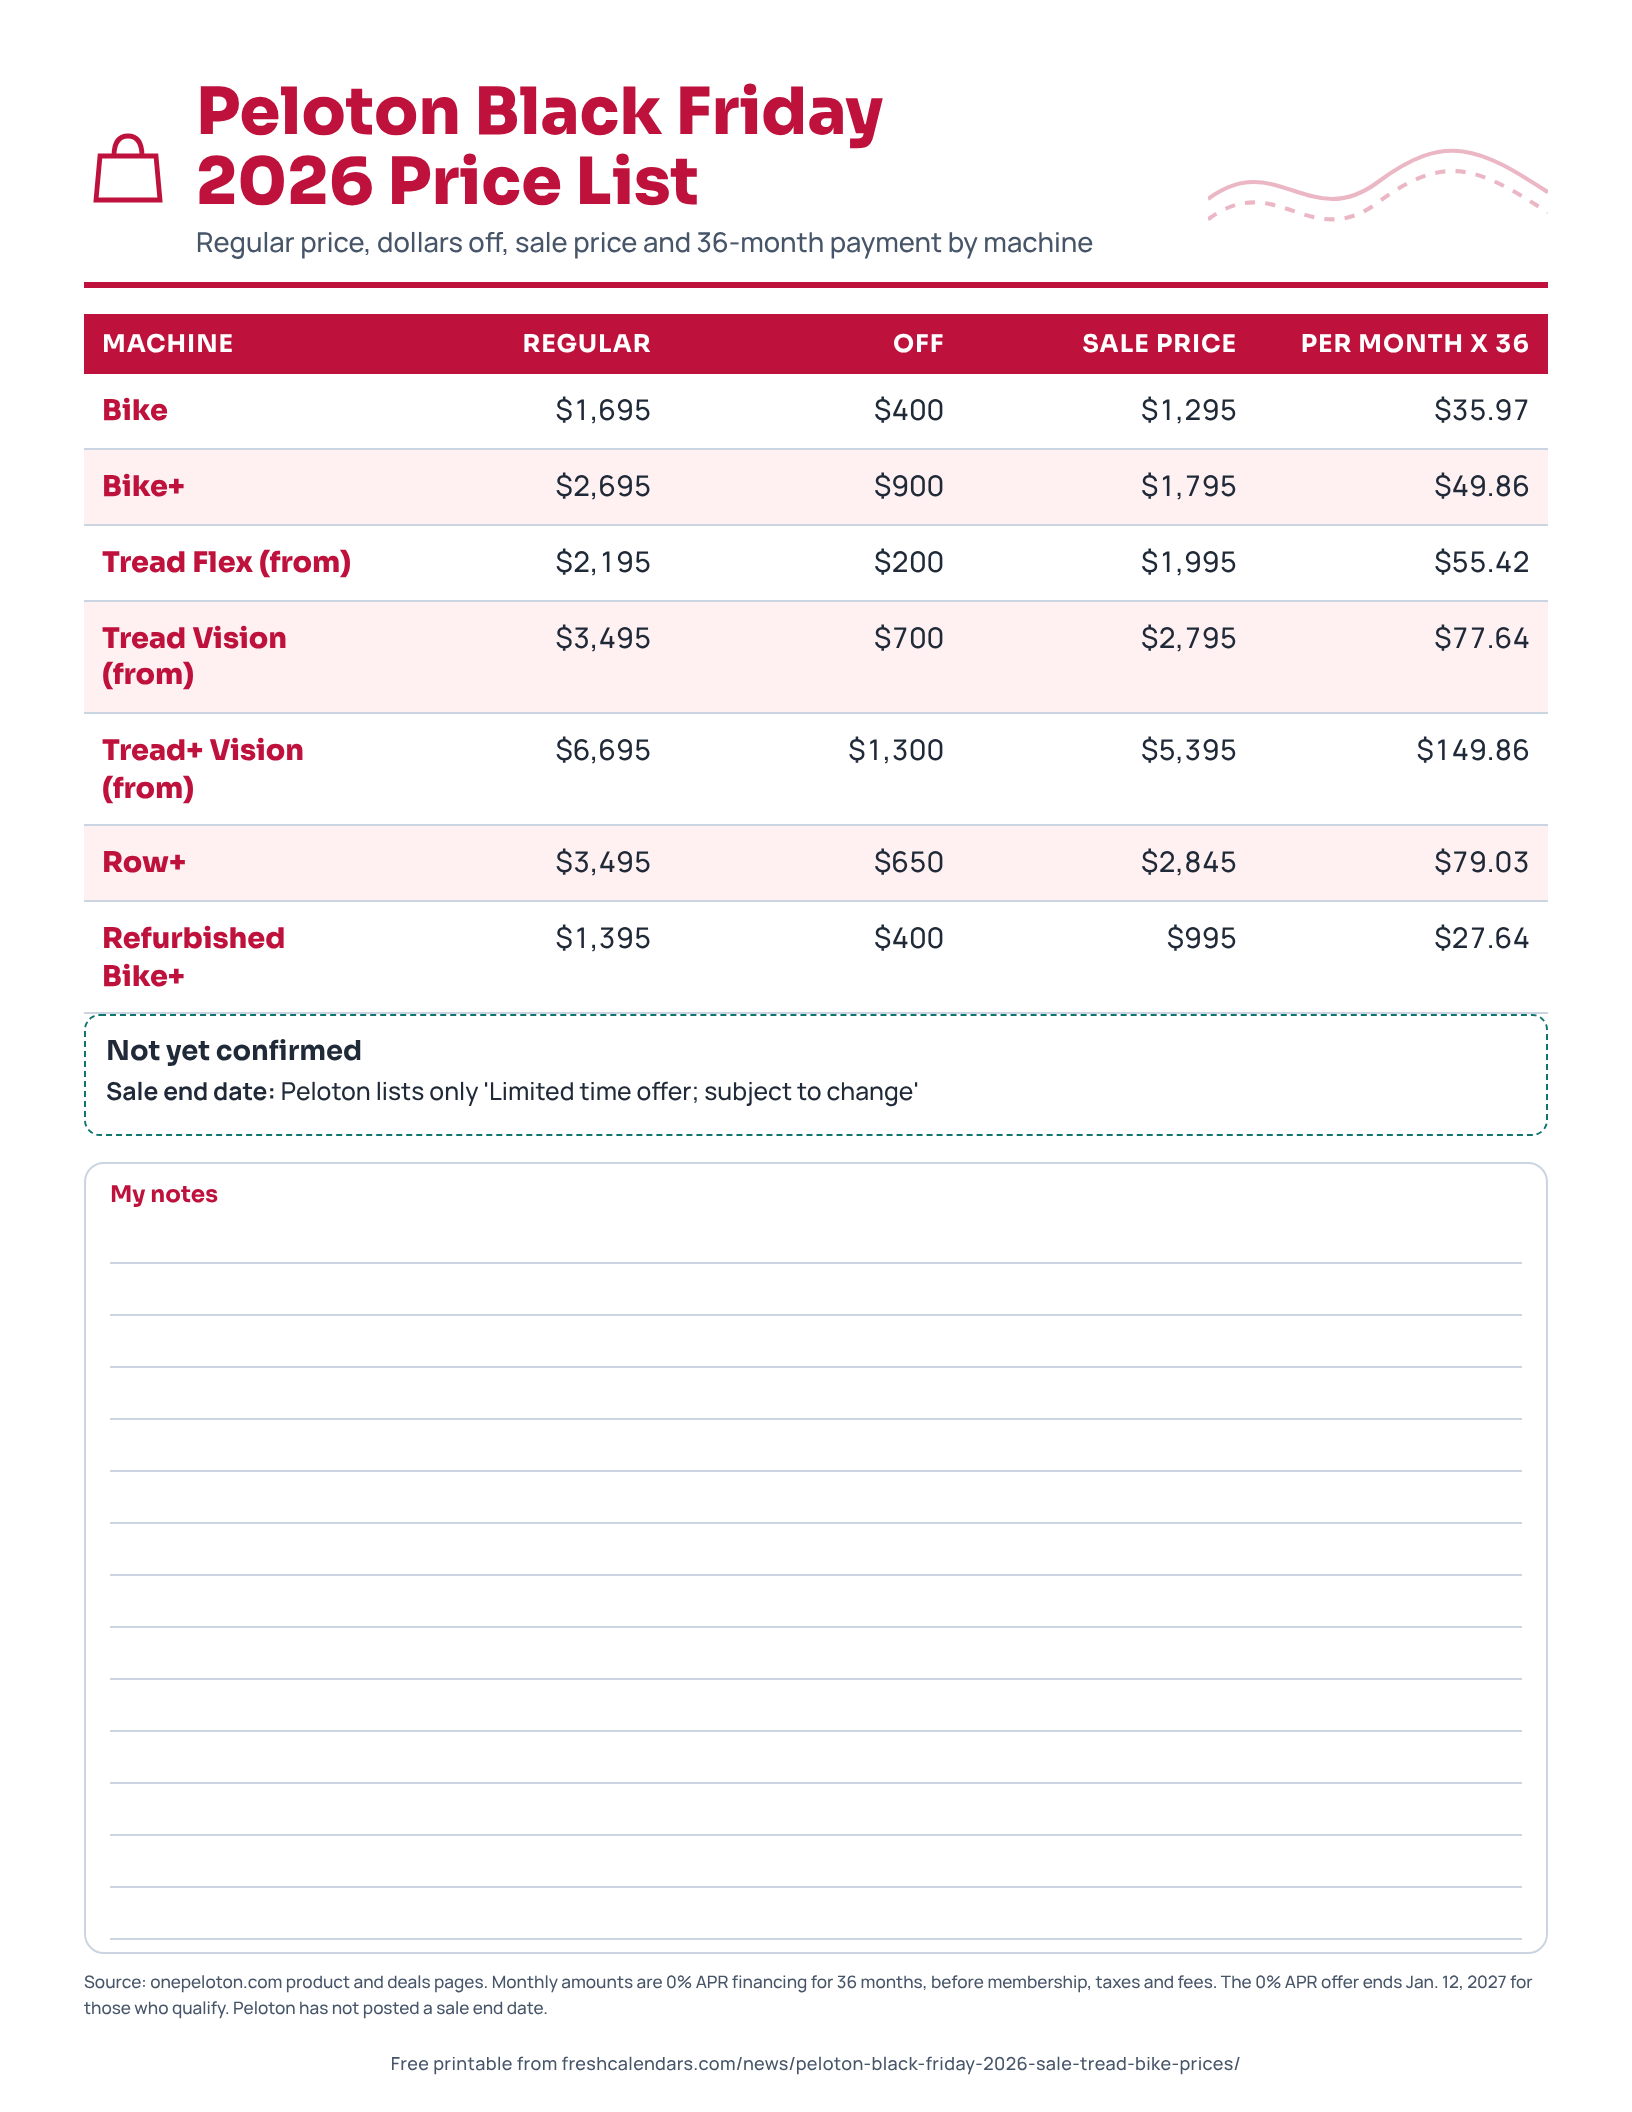 Peloton Black Friday
2026 Price List
Regular price, dollars off, sale price and 36-month payment by machine
MACHINE REGULAR OFF SALE PRICE PER MONTH X 36
Bike $1,695 $400 $1,295 $35.97
Bike+ $2,695 $900 $1,795 $49.86
Tread Flex (from) $2,195 $200 $1,995 $55.42
Tread Vision $3,495 $700 $2,795 $77.64
(from)
Tread+ Vision $6,695 $1,300 $5,395 $149.86
(from)
Row+ $3,495 $650 $2,845 $79.03
Refurbished $1,395 $400 $995 $27.64
Bike+
Not yet confirmed
Sale end date: Peloton lists only 'Limited time offer; subject to change'
My notes
Source: onepeloton.com product and deals pages. Monthly amounts are 0% APR financing for 36 months, before membership, taxes and fees. The 0% APR offer ends Jan. 12, 2027 for
those who qualify. Peloton has not posted a sale end date.
Free printable from freshcalendars.com/news/peloton-black-friday-2026-sale-tread-bike-prices/